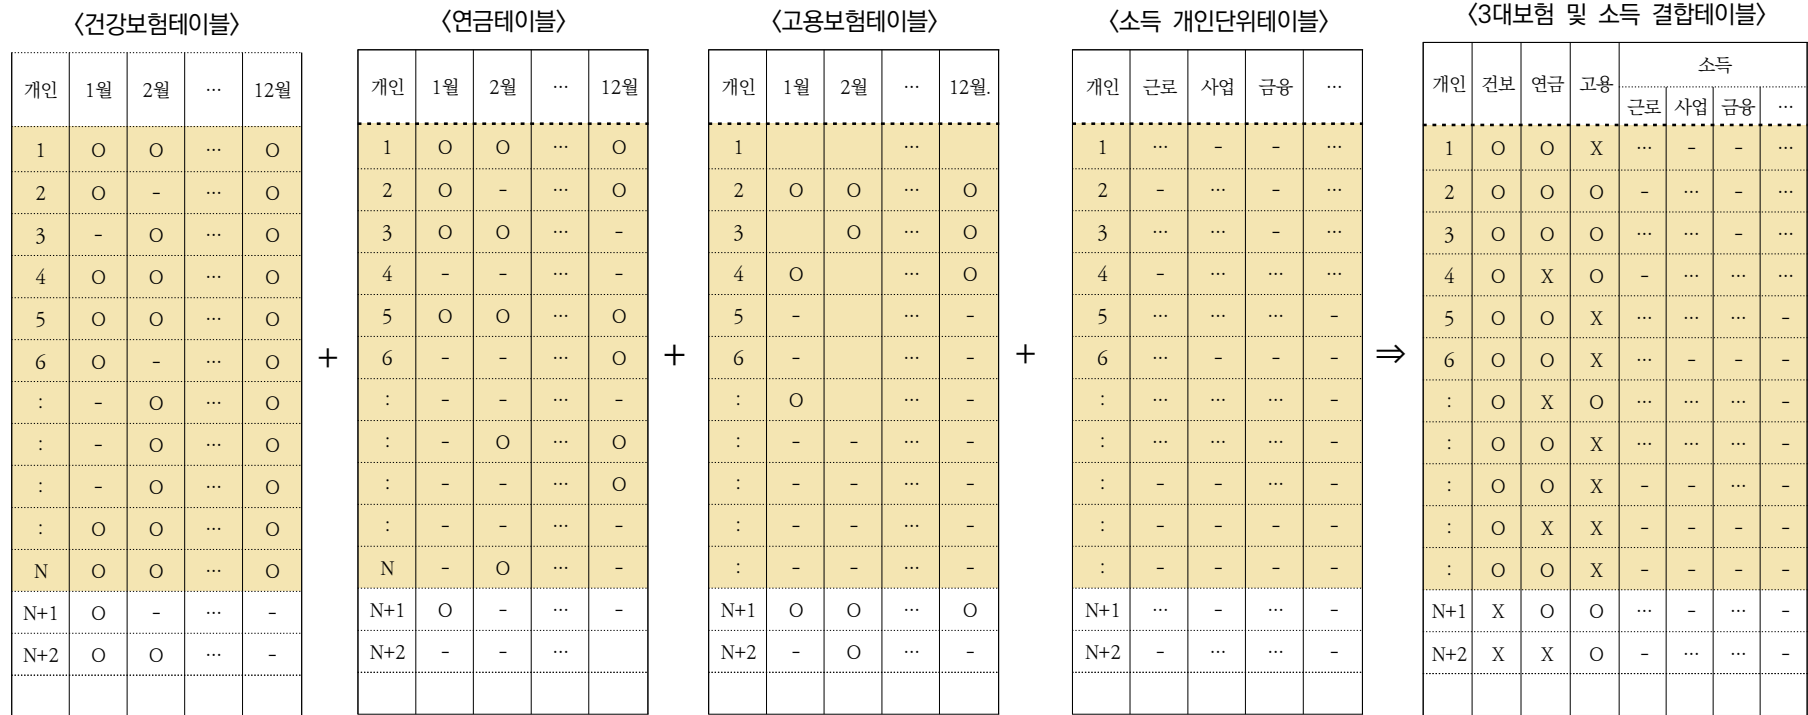 〈건강보험테이블〉
개인 1월 2월 … 12월
1 O O … O
2 O - … O
3 - O … O
4 O O … O
5 O O … O
6 O - … O
: - O … O
: - O … O
: - O … O
: O O … O
N O O … O
N+1 O - … -
N+2 O O … -
+
〈연금테이블〉
개인 1월 2월 … 12월
1 O O … O
2 O - … O
3 O O … -
4 - - … -
5 O O … O
6 - - … O
: - - … -
: - O … O
: - - … O
: - - … -
N - O … -
N+1 O - … -
N+2 - - …
+
〈고용보험테이블〉
개인 1월 2월 … 12월.
1 …
2 O O … O
3 O … O
4 O … O
5 - … -
6 - … -
: O … -
: - - … -
: - - … -
: - - … -
: - - … -
N+1 O O … O
N+2 - O … -
+
〈소득 개인단위테이블〉
개인 근로 사업 금융 …
1 … - - …
2 - … - …
3 … … - …
4 - … … …
5 … … … -
6 … - - -
: … … … -
: … … … -
: - - … -
: - - - -
: - - - -
N+1 … - … -
N+2 - … … -
⇒
〈3대보험 및 소득 결합테이블〉
개인 건보 연금 고용 소득
근로 사업 금융 …
1 O O X … - - …
2 O O O - … - …
3 O O O … … - …
4 O X O - … … …
5 O O X … … … -
6 O O X … - - -
: O X O … … … -
: O O X … … … -
: O O X - - … -
: O X X - - - -
: O O X - - - -
N+1 X O O … - … -
N+2 X X O - … … -